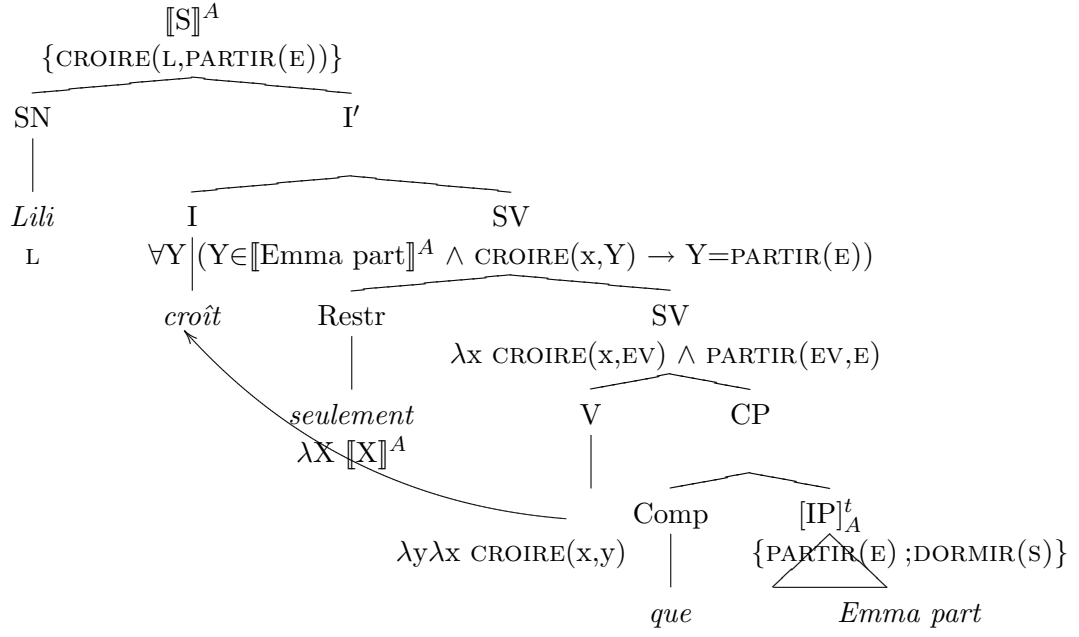 ⟦S⟧^A
{CROIRE(L,PARTIR(E))}
SN I′
Lili I SV
L ∀Y (Y∈⟦Emma part⟧^A ∧ CROIRE(x,Y) → Y=PARTIR(E))
croît Restr SV
λx CROIRE(x,EV) ∧ PARTIR(EV,E)
seulement V CP
λX ⟦X⟧^A
Comp [IP]^t_A
λyλx CROIRE(x,y) {PARTIR(E) ;DORMIR(S)}
que Emma part